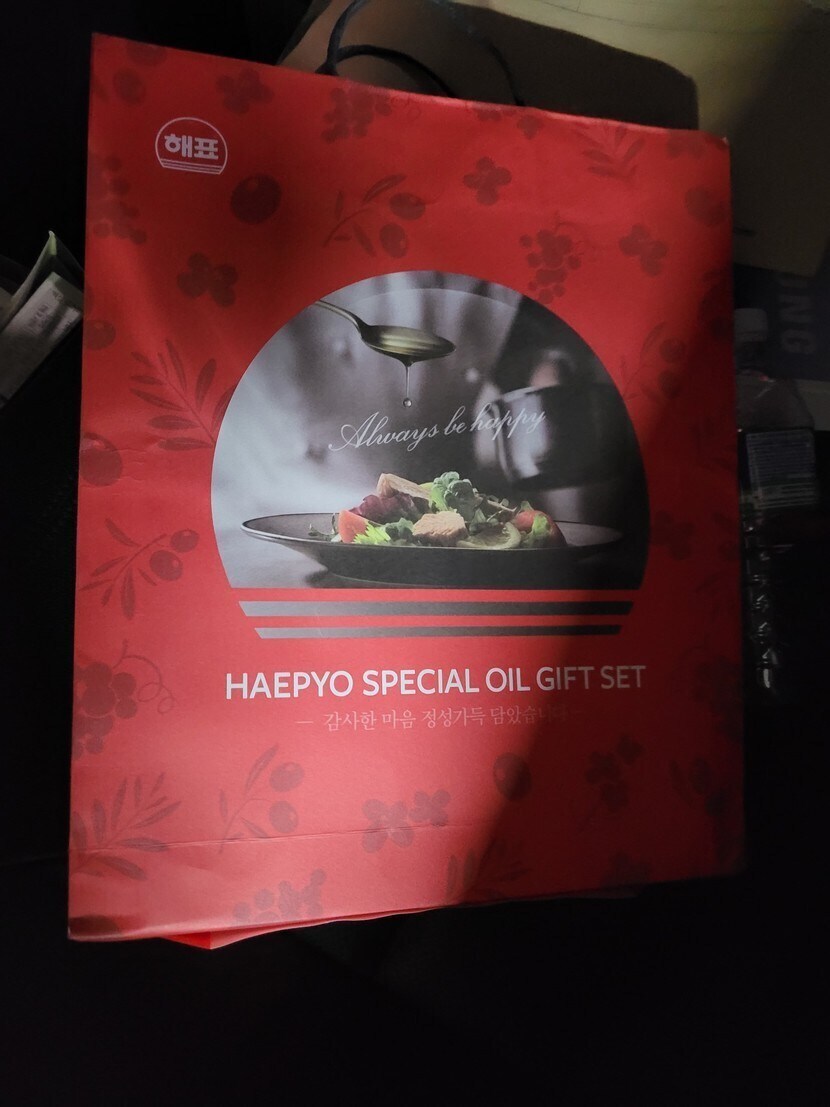 해표
Always be happy
HAEPYO SPECIAL OIL GIFT SET
— 감사한 마음 정성가득 담았습니다 —
ING